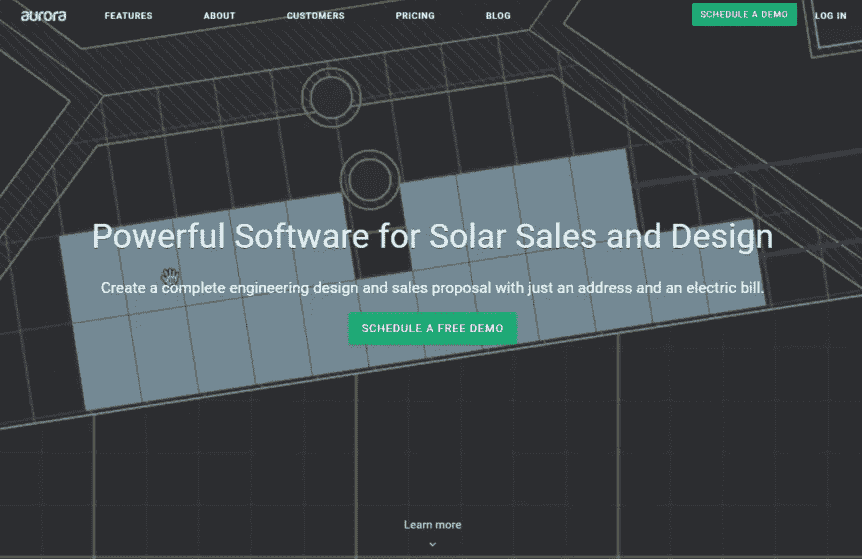 aurora FEATURES ABOUT CUSTOMERS PRICING BLOG SCHEDULE A DEMO LOG IN
Powerful Software for Solar Sales and Design
Create a complete engineering design and sales proposal with just an address and an electric bill.
SCHEDULE A FREE DEMO
Learn more